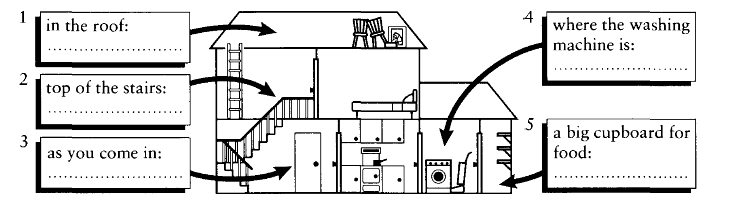 1 in the roof:
....................................
2 top of the stairs:
....................................
3 as you come in:
....................................
4 where the washing
machine is:
....................................
5 a big cupboard for
food:
....................................